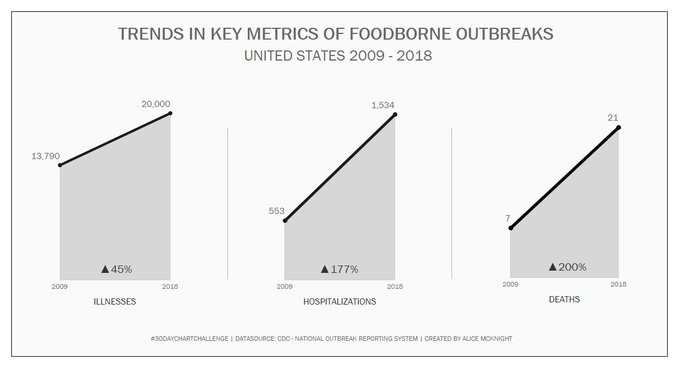 TRENDS IN KEY METRICS OF FOODBORNE OUTBREAKS
UNITED STATES 2009 - 2018
13,790
20,000
▲45%
2009
2018
ILLNESSES
553
1,534
▲177%
2009
2018
HOSPITALIZATIONS
7
21
▲200%
2009
2018
DEATHS
#30DAYCHARTCHALLENGE | DATASOURCE: CDC - NATIONAL OUTBREAK REPORTING SYSTEM | CREATED BY ALICE MCKNIGHT